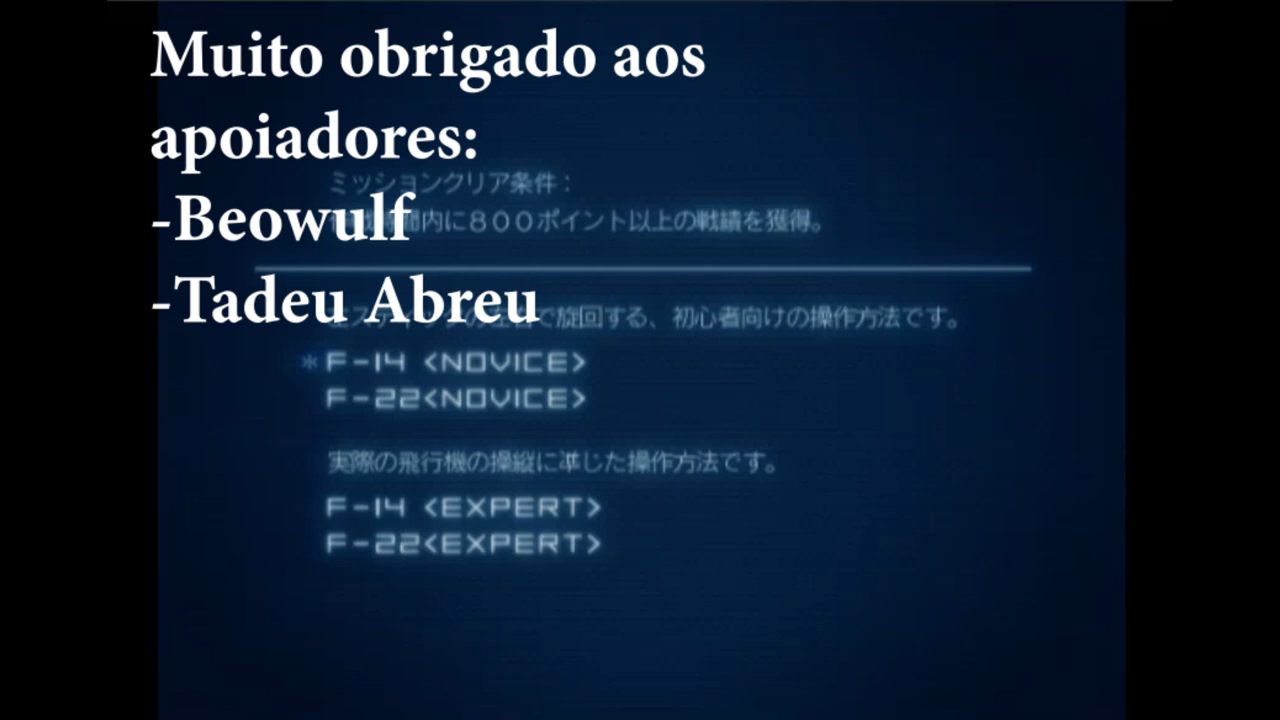 Muito obrigado aos
apoiadores:
ミッションクリア条件：
-Beowulf
間内に８００ポイント以上の戦績を獲得。
-Tadeu Abreu
で旋回する、初心者向けの操作方法です。
*F-14 <NOVICE>
F-22<NOVICE>
実際の飛行機の操縦に準じた操作方法です。
F-14 <EXPERT>
F-22<EXPERT>